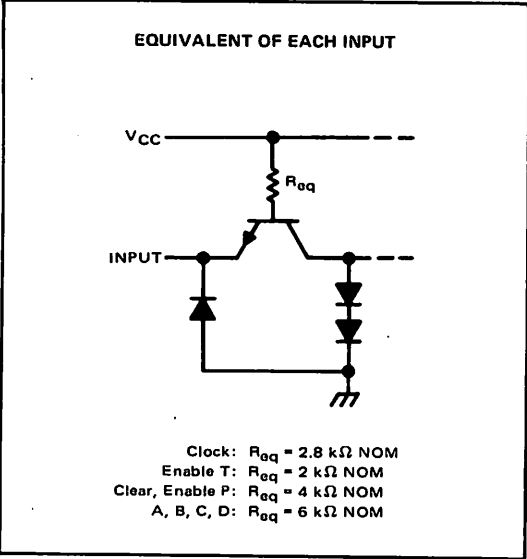 EQUIVALENT OF EACH INPUT
VCC
Req
INPUT
Clock: Req = 2.8 kΩ NOM
Enable T: Req = 2 kΩ NOM
Clear, Enable P: Req = 4 kΩ NOM
A, B, C, D: Req = 6 kΩ NOM